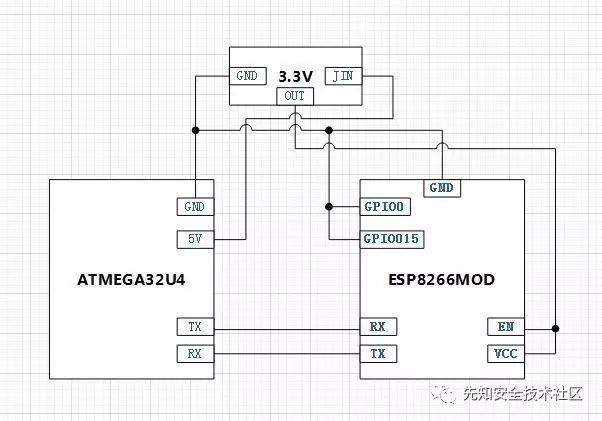 GND
3.3V
JIN
OUT
GND
GND
GPIO0
5V
GPIO015
ATMEGA32U4
ESP8266MOD
TX
RX
EN
RX
TX
VCC
先知安全技术社区